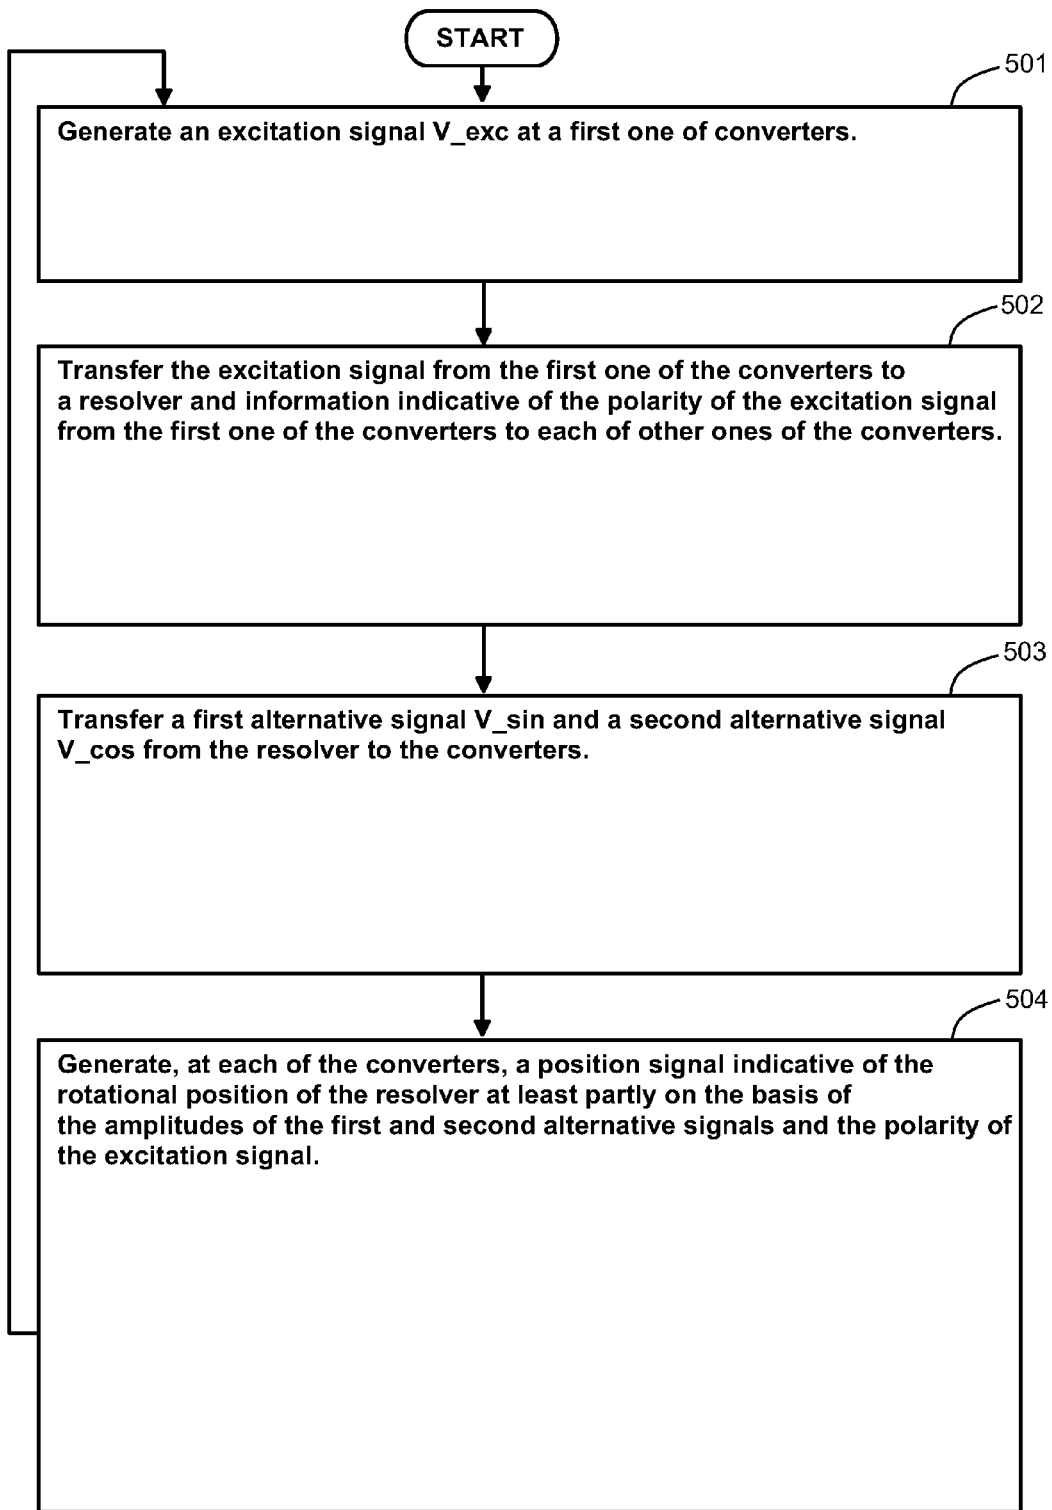 START
501
Generate an excitation signal V_exc at a first one of converters.
502
Transfer the excitation signal from the first one of the converters to
a resolver and information indicative of the polarity of the excitation signal
from the first one of the converters to each of other ones of the converters.
503
Transfer a first alternative signal V_sin and a second alternative signal
V_cos from the resolver to the converters.
504
Generate, at each of the converters, a position signal indicative of the
rotational position of the resolver at least partly on the basis of
the amplitudes of the first and second alternative signals and the polarity of
the excitation signal.